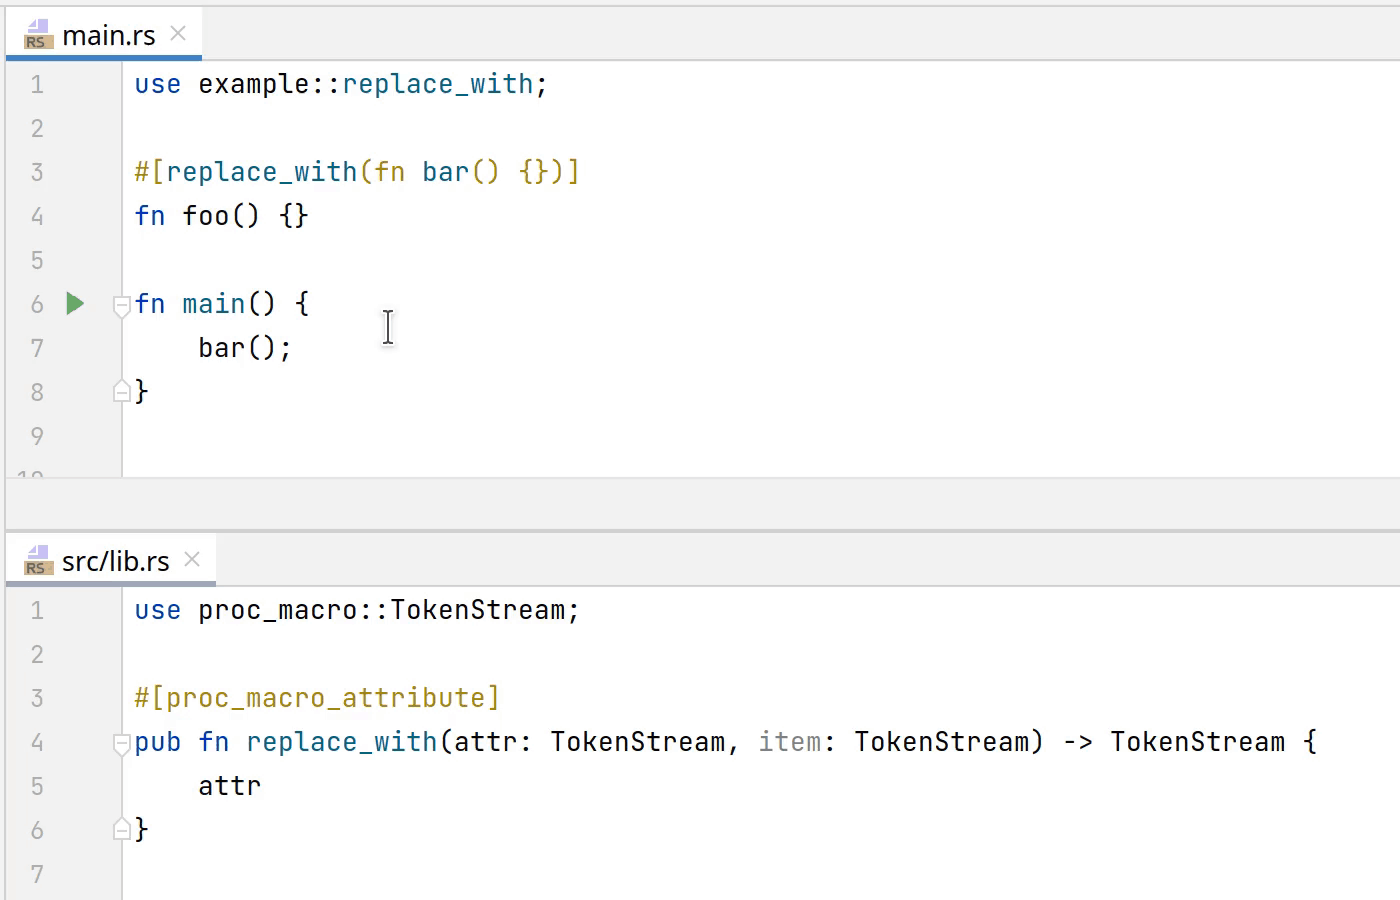 RS main.rs
1 use example::replace_with;
2
3 #[replace_with(fn bar() {})]
4 fn foo() {}
5
6 fn main() {
7 bar();
8 }
9
10
RS src/lib.rs
1 use proc_macro::TokenStream;
2
3 #[proc_macro_attribute]
4 pub fn replace_with(attr: TokenStream, item: TokenStream) -> TokenStream {
5 attr
6 }
7